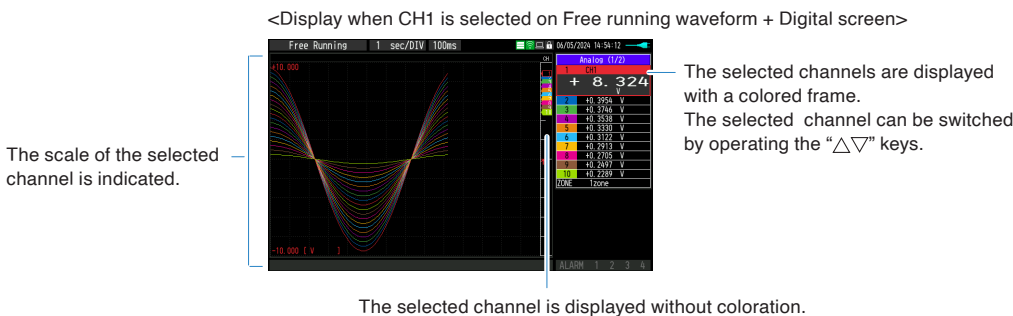 <Display when CH1 is selected on Free running waveform + Digital screen>
Free Running 1 sec/DIV 100ms 06/05/2024 14:54:12
CH
Analog (1/2)
1 CH1
+ 8. 324
V
2 +0.3954 V
3 +0.3746 V
4 +0.3538 V
5 +0.3330 V
6 +0.3122 V
7 +0.2913 V
8 +0.2705 V
9 +0.2497 V
10 +0.2289 V
ZONE 1zone
+10.000
-10.000 [ V ]
ALARM 1 2 3 4
The scale of the selected
channel is indicated.
The selected channels are displayed
with a colored frame.
The selected channel can be switched
by operating the “△▽” keys.
The selected channel is displayed without coloration.